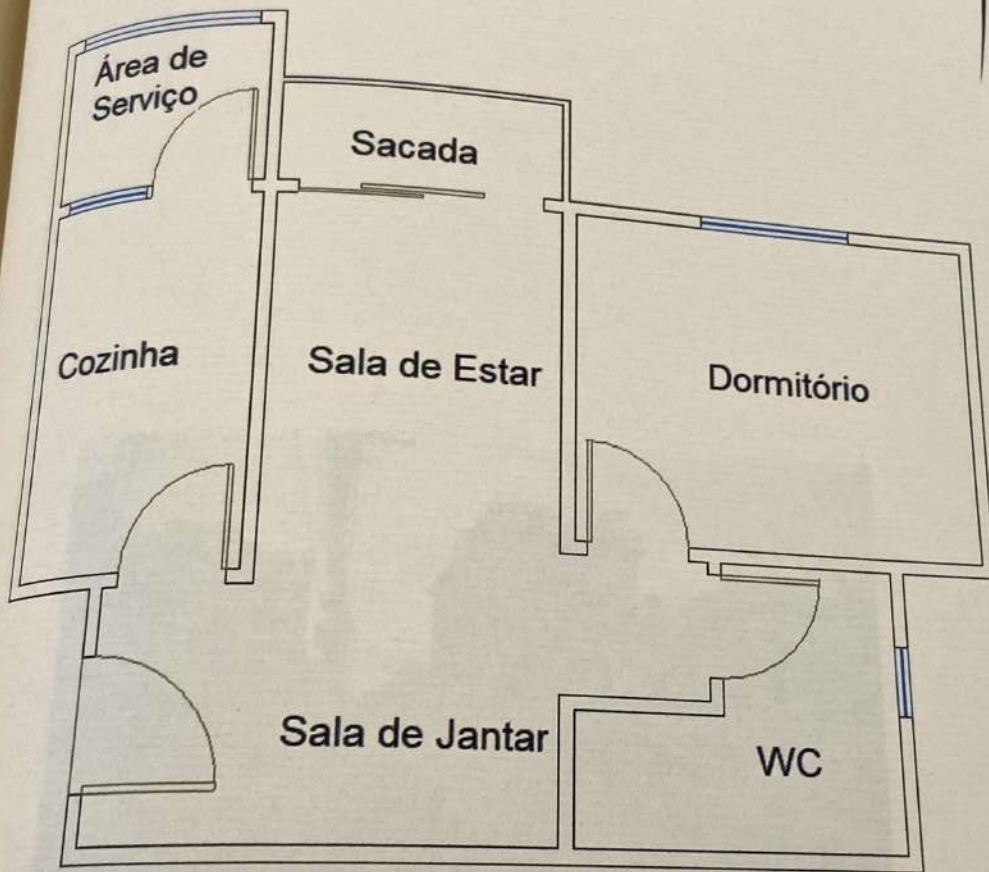 Área de
Serviço
Sacada
Cozinha
Sala de Estar
Dormitório
Sala de Jantar
WC